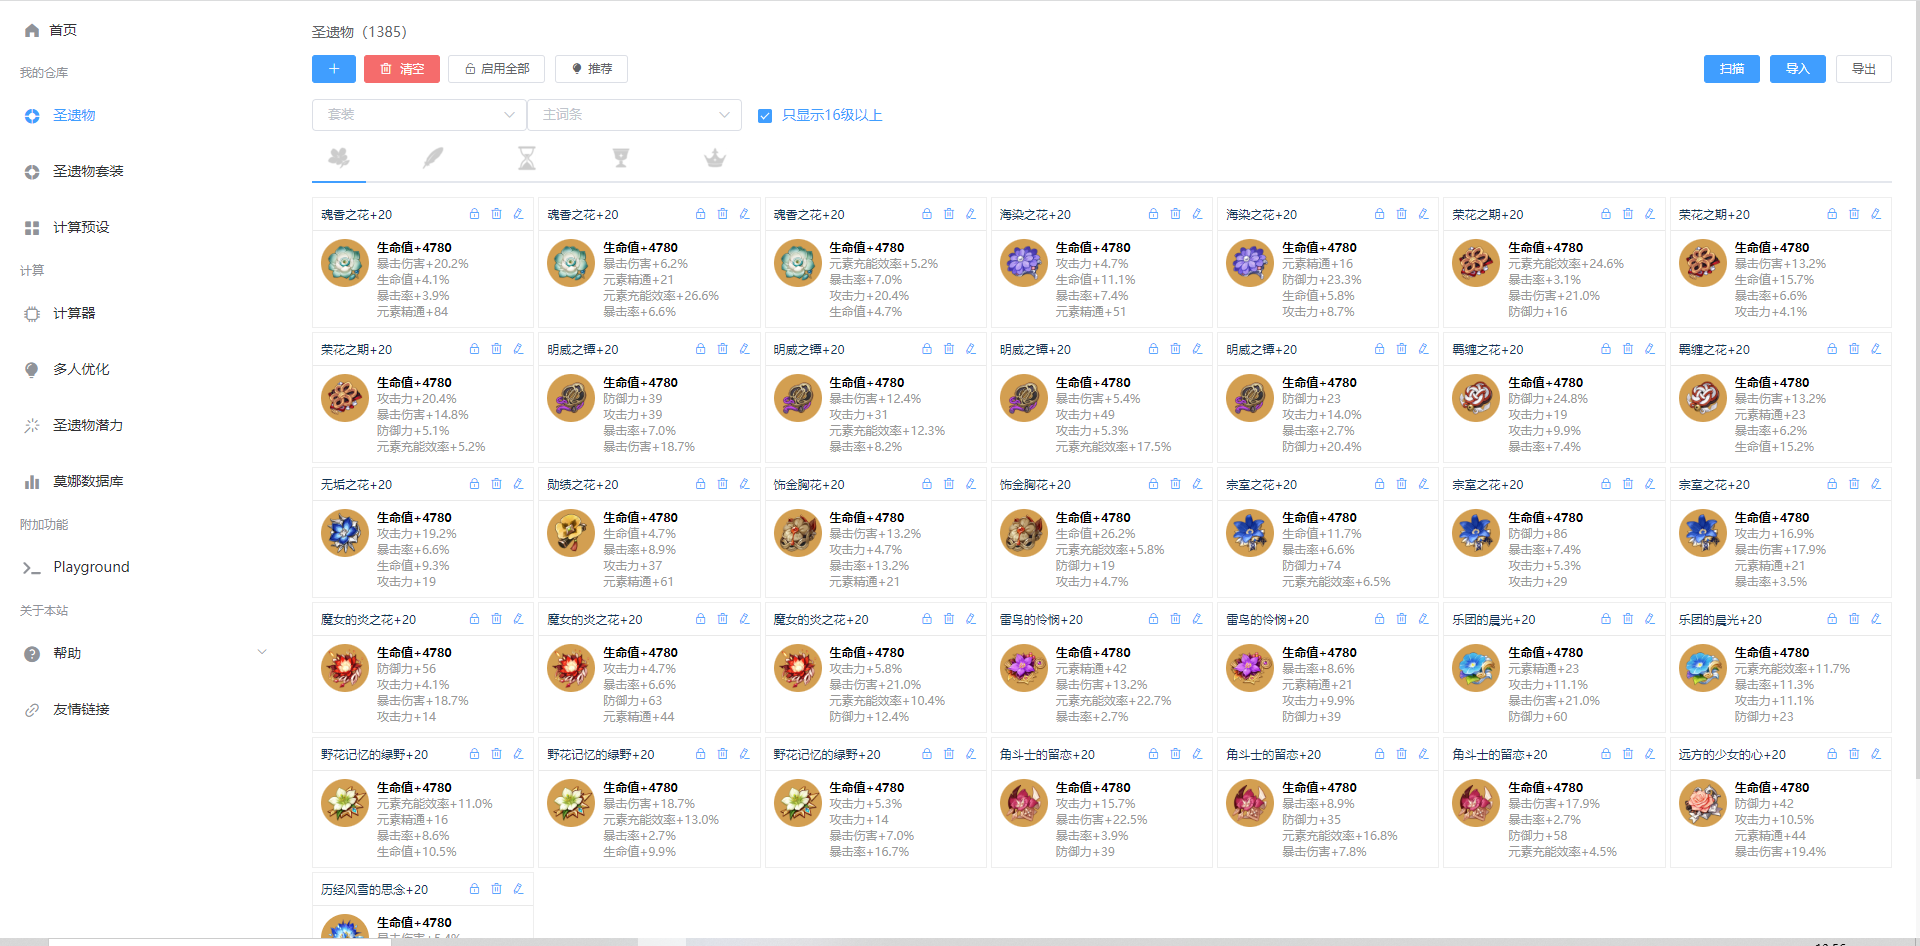 首页
我的仓库
圣遗物
圣遗物套装
计算预设
计算
计算器
多人优化
圣遗物潜力
莫娜数据库
附加功能
Playground
关于本站
帮助
友情链接
圣遗物（1385）
清空
启用全部
推荐
扫描
导入
导出
套装
主词条
只显示16级以上
魂香之花+20
生命值+4780
暴击伤害+20.2%
生命值+4.1%
暴击率+3.9%
元素精通+84
魂香之花+20
生命值+4780
暴击伤害+6.2%
元素精通+21
元素充能效率+26.6%
暴击率+6.6%
魂香之花+20
生命值+4780
元素充能效率+5.2%
暴击率+7.0%
攻击力+20.4%
生命值+4.7%
海染之花+20
生命值+4780
攻击力+4.7%
生命值+11.1%
暴击率+7.4%
元素精通+51
海染之花+20
生命值+4780
元素精通+16
防御力+23.3%
生命值+5.8%
攻击力+8.7%
荣花之期+20
生命值+4780
元素充能效率+24.6%
暴击率+3.1%
暴击伤害+21.0%
防御力+16
荣花之期+20
生命值+4780
暴击伤害+13.2%
生命值+15.7%
暴击率+6.6%
攻击力+4.1%
荣花之期+20
生命值+4780
攻击力+20.4%
暴击伤害+14.8%
防御力+5.1%
元素充能效率+5.2%
明威之镡+20
生命值+4780
防御力+39
攻击力+39
暴击率+7.0%
暴击伤害+18.7%
明威之镡+20
生命值+4780
暴击伤害+12.4%
攻击力+31
元素充能效率+12.3%
暴击率+8.2%
明威之镡+20
生命值+4780
暴击伤害+5.4%
攻击力+49
攻击力+5.3%
元素充能效率+17.5%
明威之镡+20
生命值+4780
防御力+23
攻击力+14.0%
暴击率+2.7%
防御力+20.4%
羁缠之花+20
生命值+4780
防御力+24.8%
攻击力+19
攻击力+9.9%
暴击率+7.4%
羁缠之花+20
生命值+4780
暴击伤害+13.2%
元素精通+23
暴击率+6.2%
生命值+15.2%
无垢之花+20
生命值+4780
攻击力+19.2%
暴击率+6.6%
生命值+9.3%
攻击力+19
勋绩之花+20
生命值+4780
生命值+4.7%
暴击率+8.9%
攻击力+37
元素精通+61
饰金胸花+20
生命值+4780
暴击伤害+13.2%
攻击力+4.7%
暴击率+13.2%
元素精通+21
饰金胸花+20
生命值+4780
生命值+26.2%
元素充能效率+5.8%
防御力+19
攻击力+4.7%
宗室之花+20
生命值+4780
生命值+11.7%
暴击率+6.6%
防御力+74
元素充能效率+6.5%
宗室之花+20
生命值+4780
防御力+86
暴击率+7.4%
攻击力+5.3%
攻击力+29
宗室之花+20
生命值+4780
攻击力+16.9%
暴击伤害+17.9%
元素精通+21
暴击率+3.5%
魔女的炎之花+20
生命值+4780
防御力+56
攻击力+4.1%
暴击伤害+18.7%
攻击力+14
魔女的炎之花+20
生命值+4780
攻击力+4.7%
暴击率+6.6%
防御力+63
元素精通+44
魔女的炎之花+20
生命值+4780
攻击力+5.8%
暴击伤害+21.0%
元素充能效率+10.4%
防御力+12.4%
雷鸟的怜悯+20
生命值+4780
元素精通+42
暴击伤害+13.2%
元素充能效率+22.7%
暴击率+2.7%
雷鸟的怜悯+20
生命值+4780
暴击率+8.6%
元素精通+21
攻击力+9.9%
防御力+39
乐团的晨光+20
生命值+4780
元素精通+23
攻击力+11.1%
暴击伤害+21.0%
防御力+60
乐团的晨光+20
生命值+4780
元素充能效率+11.7%
暴击率+11.3%
攻击力+11.1%
防御力+23
野花记忆的绿野+20
生命值+4780
元素充能效率+11.0%
元素精通+16
暴击率+8.6%
生命值+10.5%
野花记忆的绿野+20
生命值+4780
暴击伤害+18.7%
元素充能效率+13.0%
暴击率+2.7%
生命值+9.9%
野花记忆的绿野+20
生命值+4780
攻击力+5.3%
攻击力+14
暴击伤害+7.0%
暴击率+16.7%
角斗士的留恋+20
生命值+4780
攻击力+15.7%
暴击伤害+22.5%
暴击率+3.9%
防御力+39
角斗士的留恋+20
生命值+4780
暴击率+8.9%
防御力+35
元素充能效率+16.8%
暴击伤害+7.8%
角斗士的留恋+20
生命值+4780
暴击伤害+17.9%
暴击率+2.7%
防御力+58
元素充能效率+4.5%
远方的少女的心+20
生命值+4780
防御力+42
攻击力+10.5%
元素精通+44
暴击伤害+19.4%
历经风雪的思念+20
生命值+4780